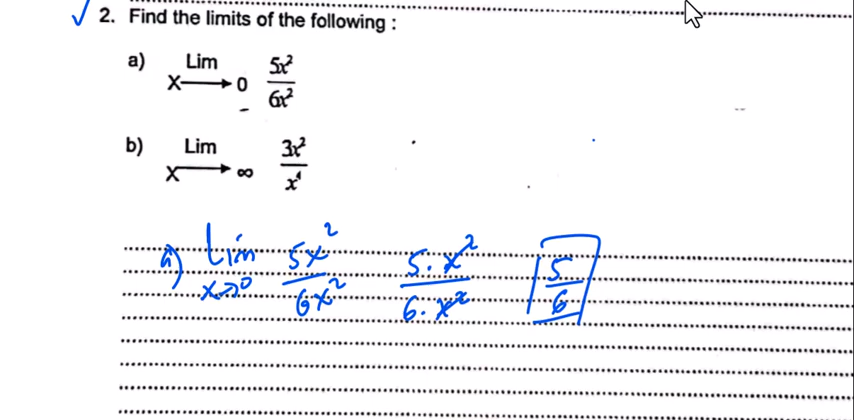 ✓ 2. Find the limits of the following :
a) Lim x→0 5x²/6x²
b) Lim x→∞ 3x²/x⁴
a) Lim x→0 5x²/6x² 5·x²/6·x² 5/6